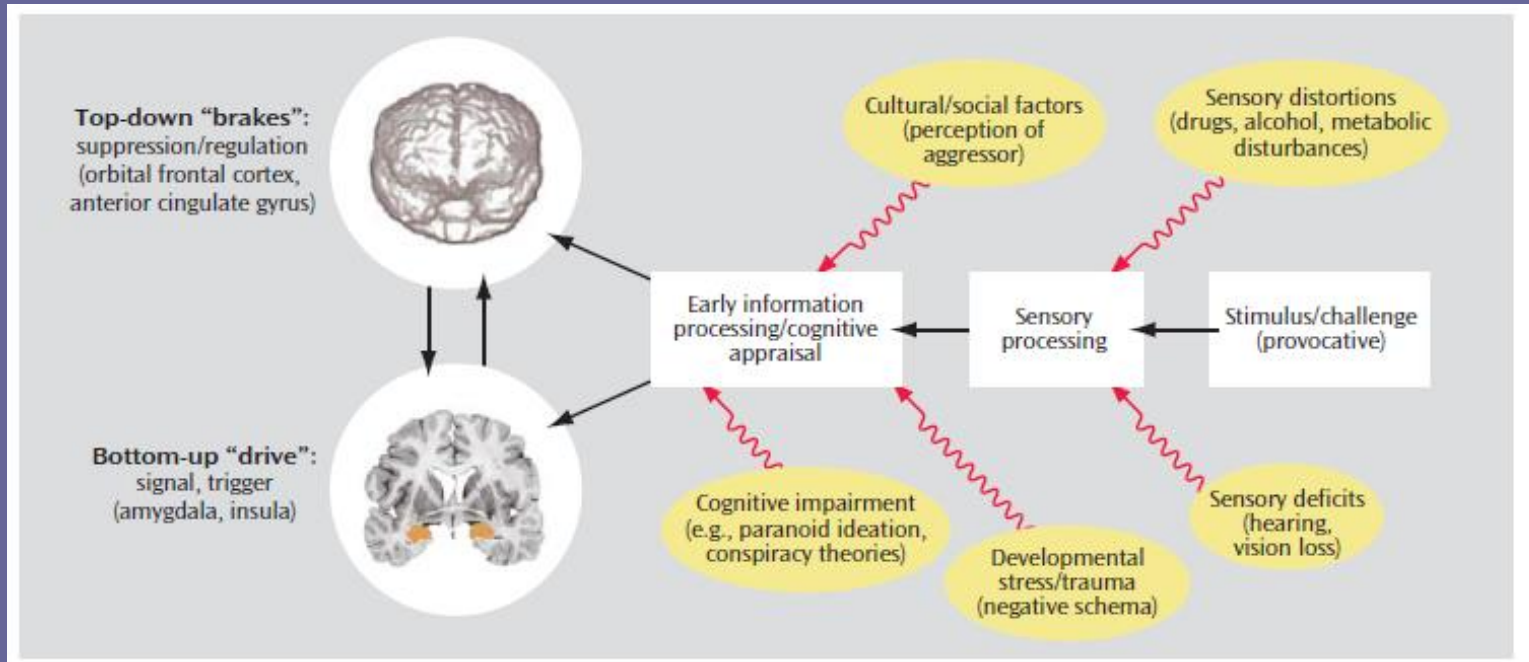 Top-down “brakes”:
suppression/regulation
(orbital frontal cortex,
anterior cingulate gyrus)
Bottom-up “drive”:
signal, trigger
(amygdala, insula)
Cultural/social factors
(perception of
aggressor)
Sensory distortions
(drugs, alcohol, metabolic
disturbances)
Early information
processing/cognitive
appraisal
Sensory
processing
Stimulus/challenge
(provocative)
Cognitive impairment
(e.g., paranoid ideation,
conspiracy theories)
Developmental
stress/trauma
(negative schema)
Sensory deficits
(hearing,
vision loss)